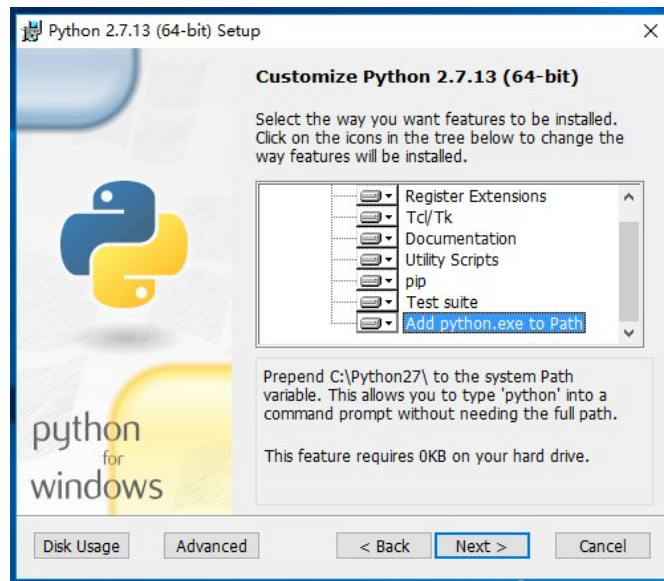 Python 2.7.13 (64-bit) Setup
Customize Python 2.7.13 (64-bit)
Select the way you want features to be installed.
Click on the icons in the tree below to change the
way features will be installed.
Register Extensions
Tcl/Tk
Documentation
Utility Scripts
pip
Test suite
Add python.exe to Path
Prepend C:\Python27\ to the system Path
variable. This allows you to type 'python' into a
command prompt without needing the full path.
This feature requires 0KB on your hard drive.
python
for
windows
Disk Usage
Advanced
< Back
Next >
Cancel